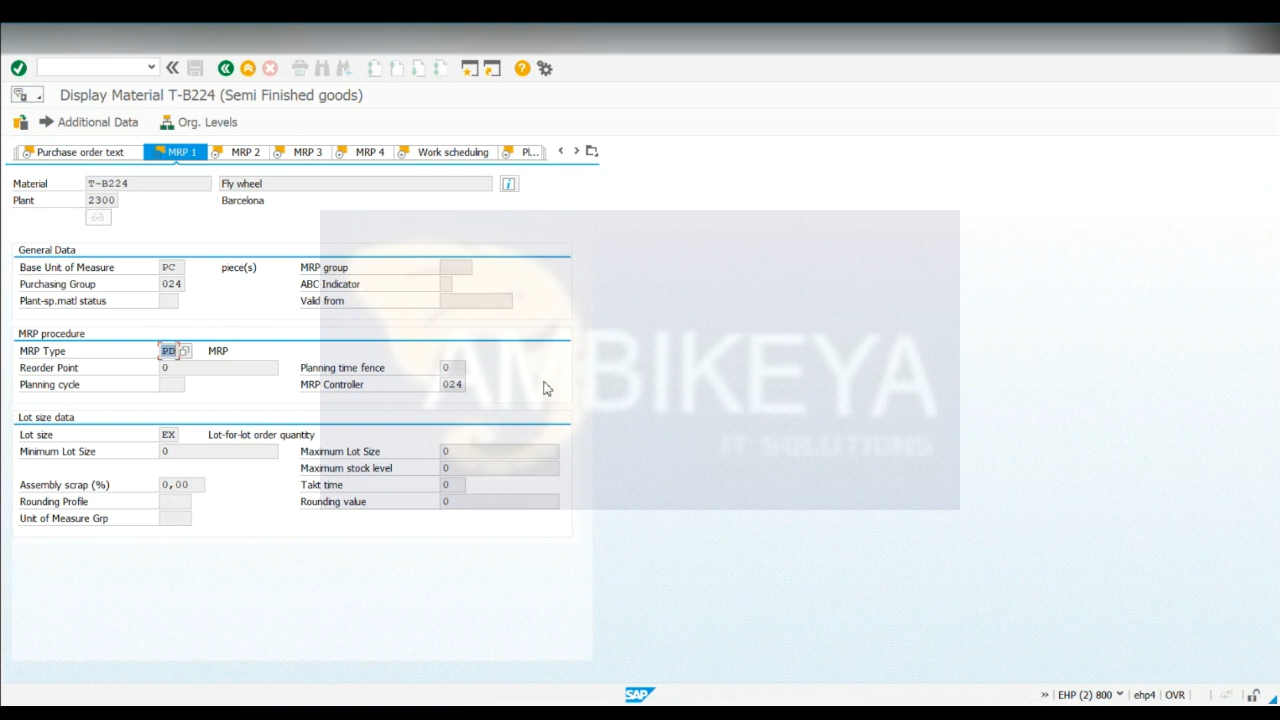 Display Material T-B224 (Semi Finished goods)
Additional Data Org. Levels
Purchase order text MRP 1 MRP 2 MRP 3 MRP 4 Work scheduling Pl...
Material T-B224 Fly wheel
Plant 2300 Barcelona
General Data
Base Unit of Measure PC piece(s) MRP group
Purchasing Group 024 ABC Indicator
Plant-sp.matl status Valid from
MRP procedure
MRP Type PD MRP
Reorder Point 0 Planning time fence 0
Planning cycle MRP Controller 024
Lot size data
Lot size EX Lot-for-lot order quantity
Minimum Lot Size 0 Maximum Lot Size 0
Maximum stock level 0
Assembly scrap (%) 0,00 Takt time 0
Rounding Profile Rounding value 0
Unit of Measure Grp
AMBIKEYA
IT SOLUTIONS
SAP
EHP (2) 800 ehp4 OVR